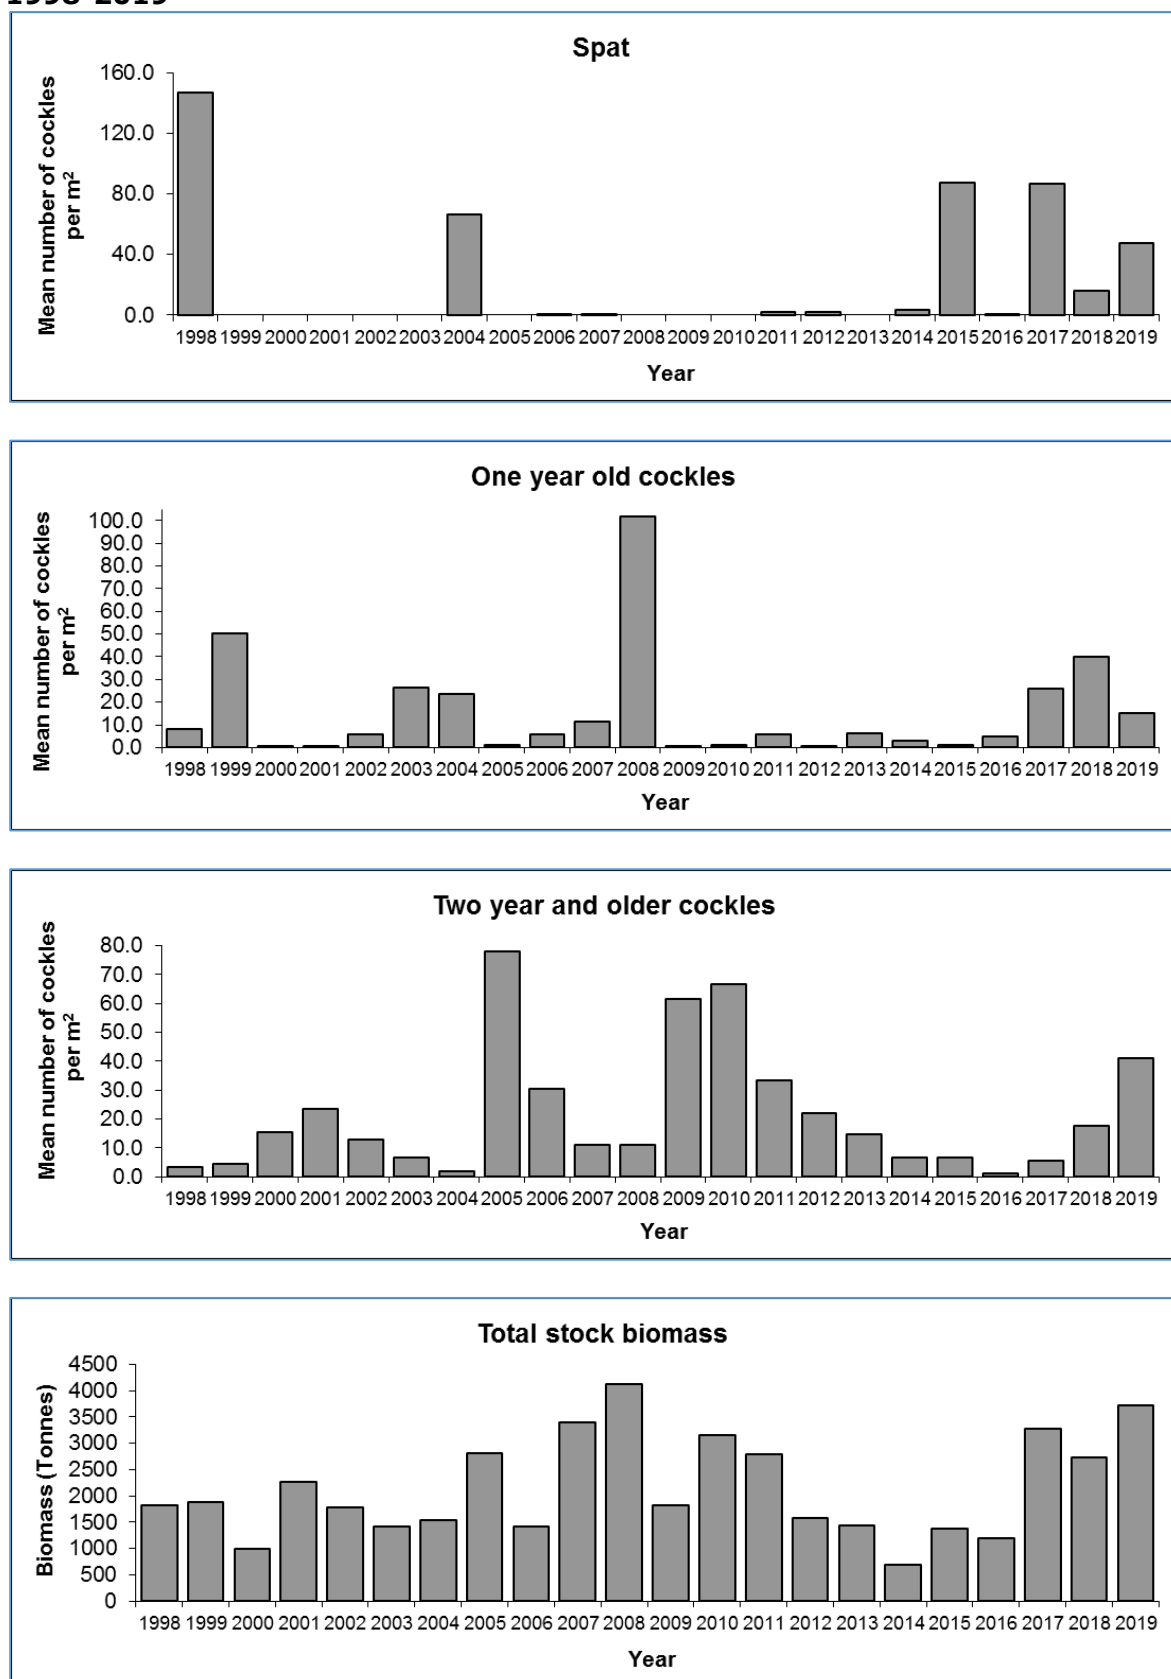 1998-2019
Spat
Mean number of cockles
per m²
160.0
120.0
80.0
40.0
0.0
1998 1999 2000 2001 2002 2003 2004 2005 2006 2007 2008 2009 2010 2011 2012 2013 2014 2015 2016 2017 2018 2019
Year
One year old cockles
Mean number of cockles
per m²
100.0
90.0
80.0
70.0
60.0
50.0
40.0
30.0
20.0
10.0
0.0
1998 1999 2000 2001 2002 2003 2004 2005 2006 2007 2008 2009 2010 2011 2012 2013 2014 2015 2016 2017 2018 2019
Year
Two year and older cockles
Mean number of cockles
per m²
80.0
70.0
60.0
50.0
40.0
30.0
20.0
10.0
0.0
1998 1999 2000 2001 2002 2003 2004 2005 2006 2007 2008 2009 2010 2011 2012 2013 2014 2015 2016 2017 2018 2019
Year
Total stock biomass
Biomass (Tonnes)
4500
4000
3500
3000
2500
2000
1500
1000
500
0
1998 1999 2000 2001 2002 2003 2004 2005 2006 2007 2008 2009 2010 2011 2012 2013 2014 2015 2016 2017 2018 2019
Year